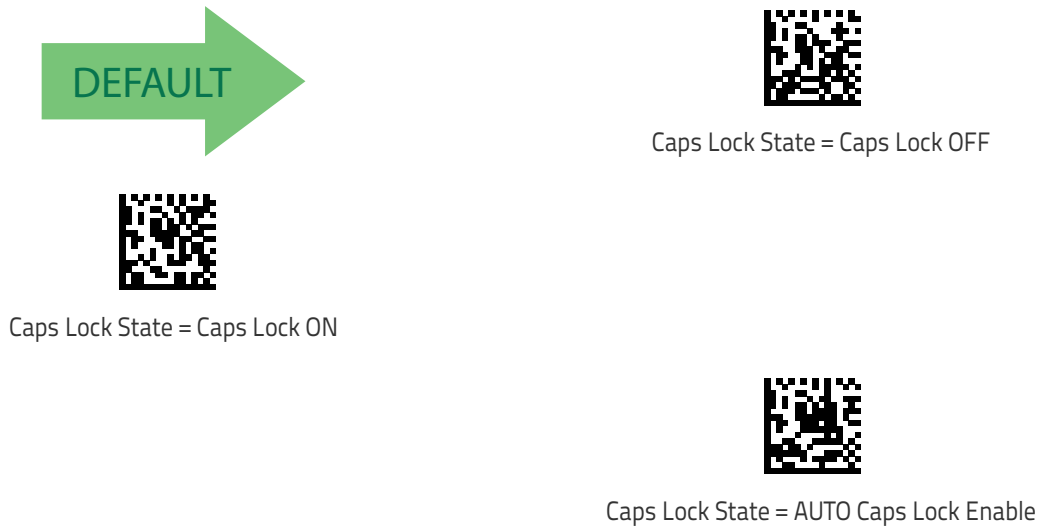 DEFAULT
Caps Lock State = Caps Lock OFF
Caps Lock State = Caps Lock ON
Caps Lock State = AUTO Caps Lock Enable